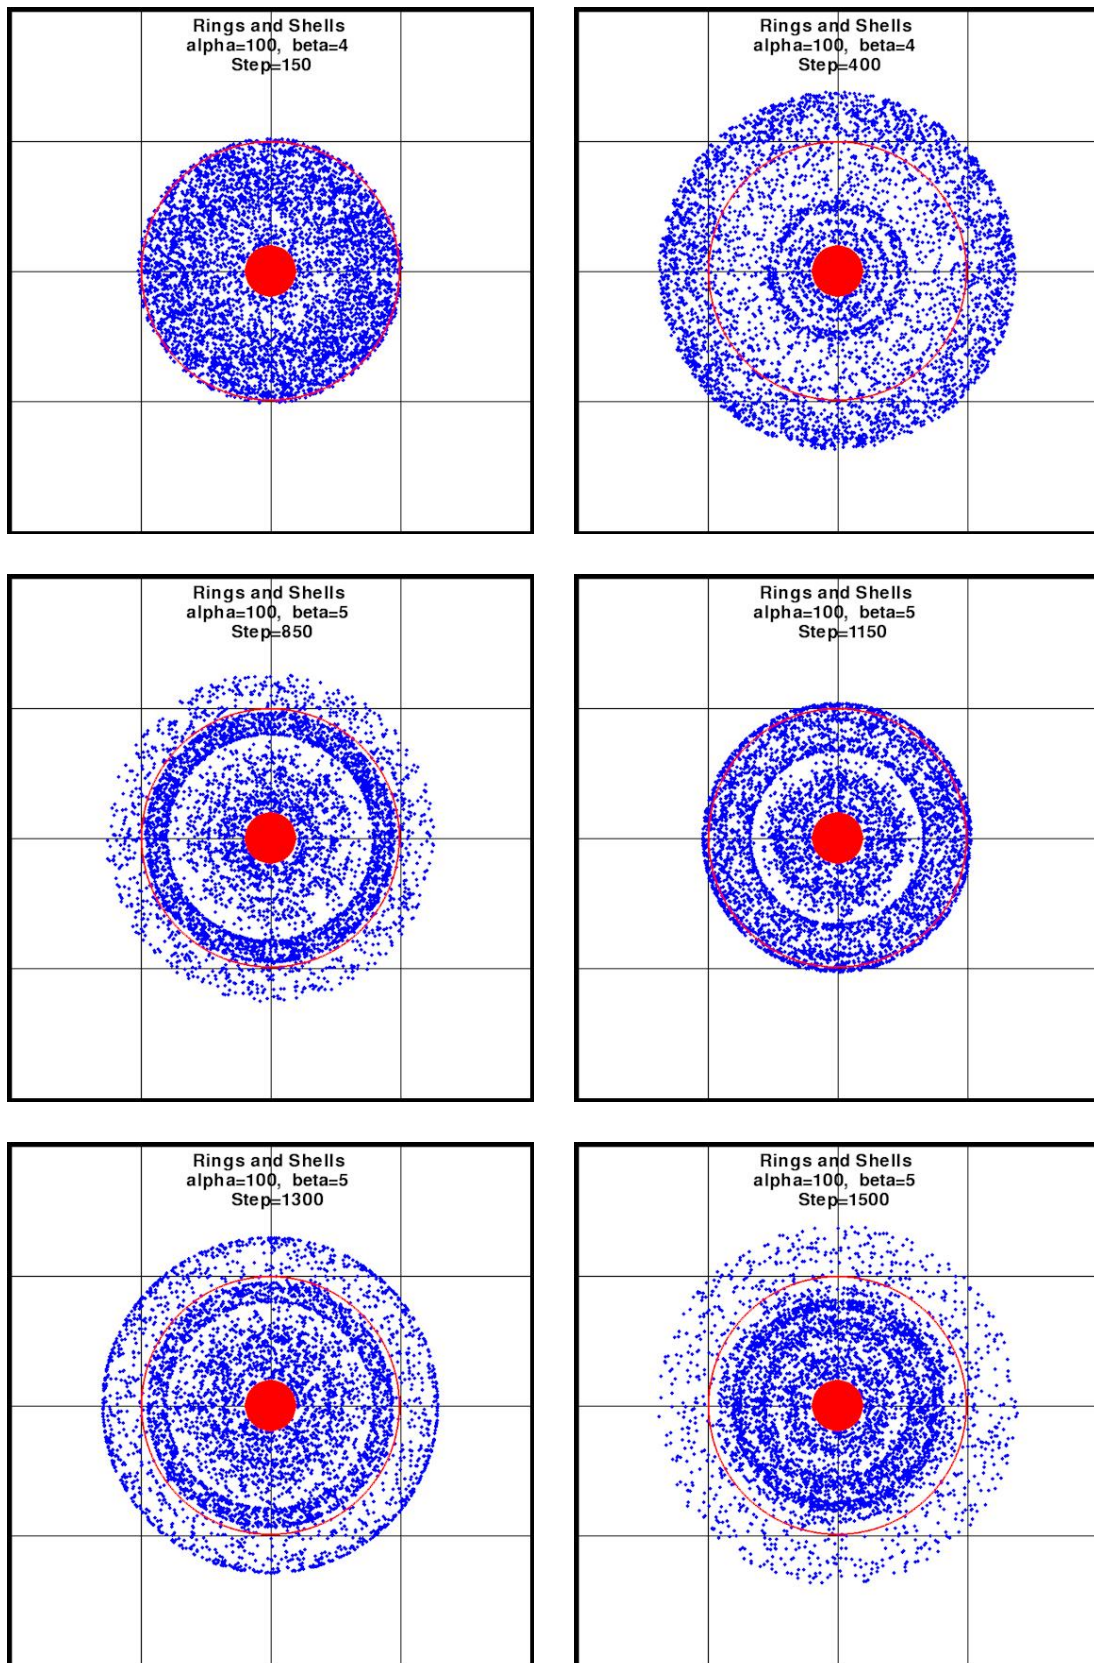 Rings and Shells
alpha=100, beta=4
Step=150
Rings and Shells
alpha=100, beta=4
Step=400
Rings and Shells
alpha=100, beta=5
Step=850
Rings and Shells
alpha=100, beta=5
Step=1150
Rings and Shells
alpha=100, beta=5
Step=1300
Rings and Shells
alpha=100, beta=5
Step=1500